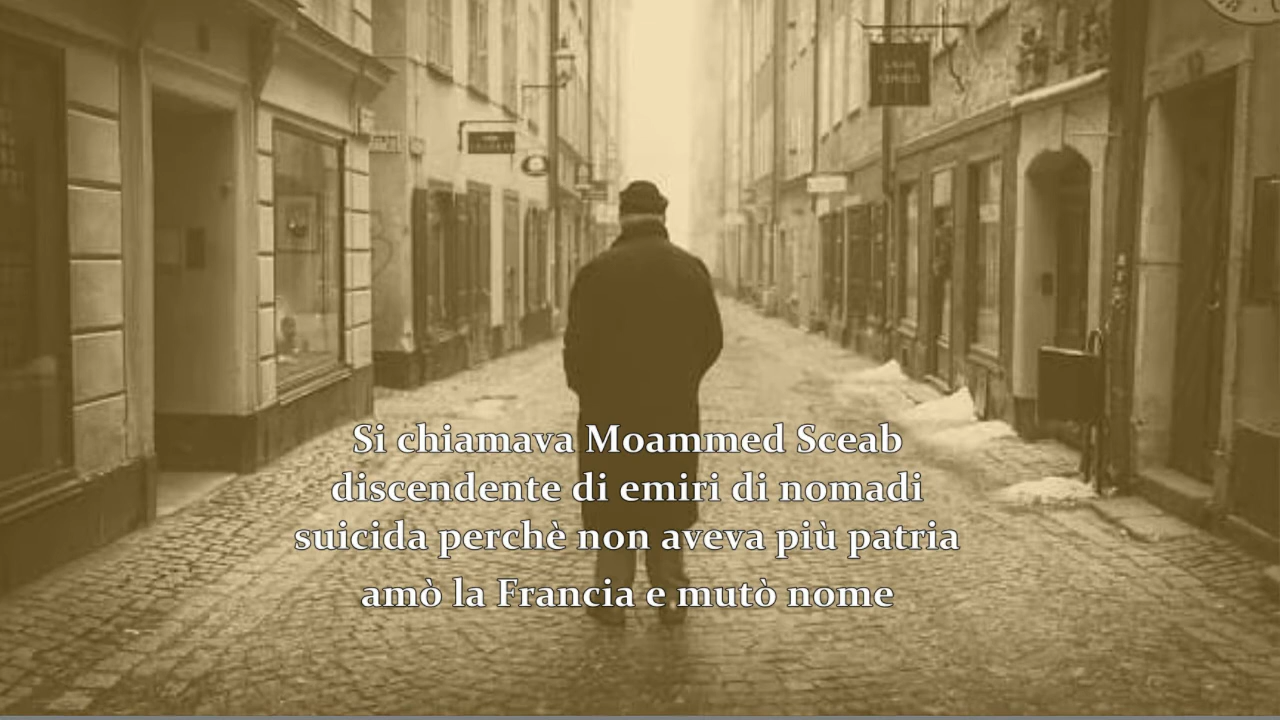 Si chiamava Moammed Sceab
discendente di emiri di nomadi
suicida perchè non aveva più patria
amò la Francia e mutò nome